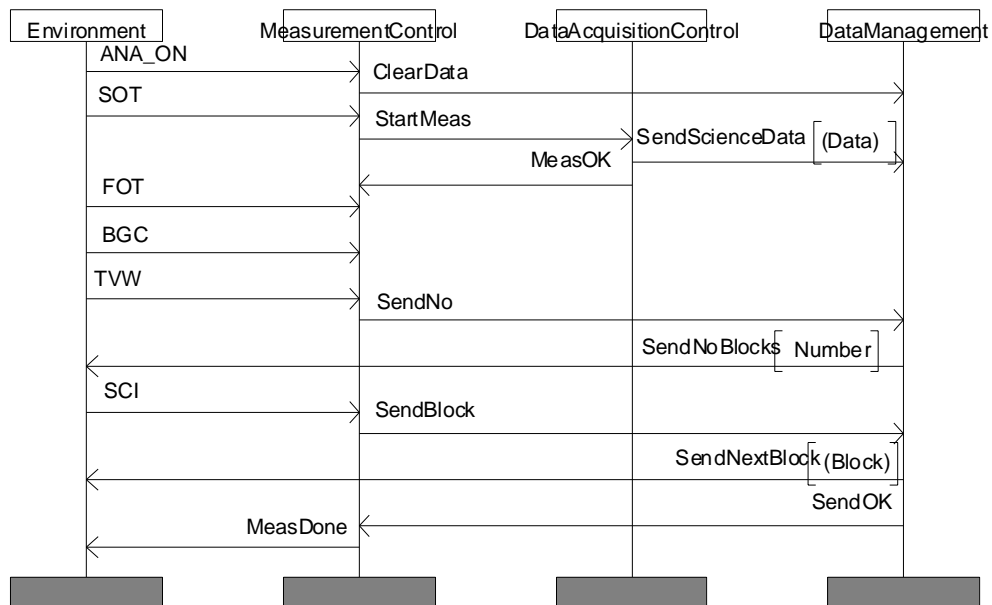 Environment
MeasurementControl
DataAcquisitionControl
DataManagement
ANA_ON
ClearData
SOT
StartMeas
SendScienceData (Data)
MeasOK
FOT
BGC
TVW
SendNo
SendNoBlocks Number
SCI
SendBlock
SendNextBlock (Block)
SendOK
MeasDone